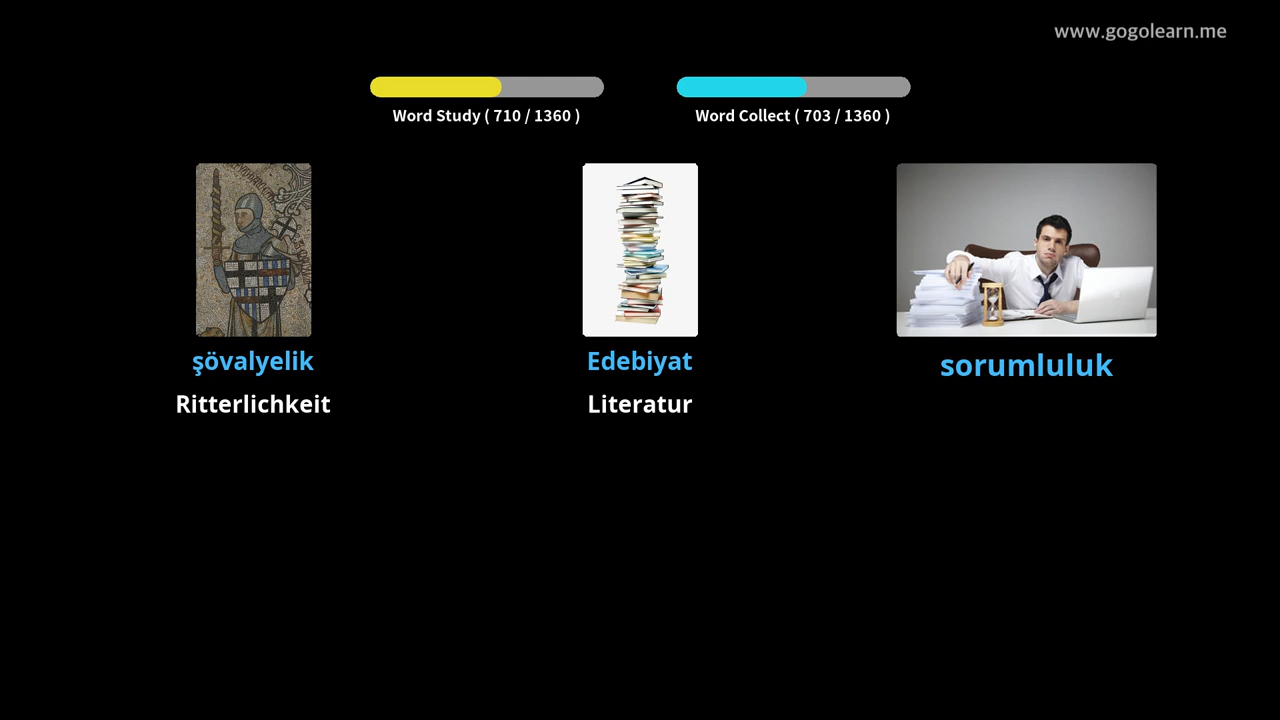 www.gogolearn.me
Word Study ( 710 / 1360 )
Word Collect ( 703 / 1360 )
şövalyelik
Edebiyat
sorumluluk
Ritterlichkeit
Literatur